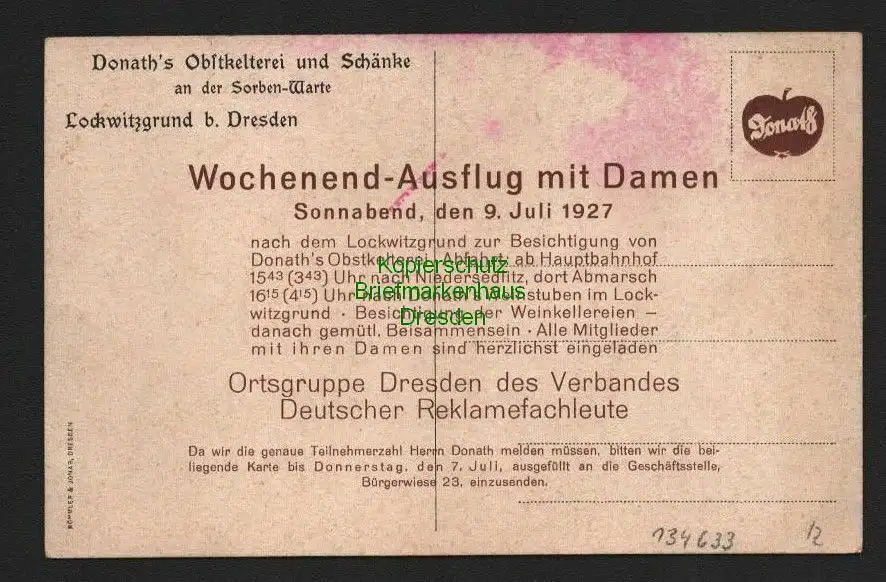 Donath's Obstkelterei und Schänke
an der Sorben-Warte
Lockwitzgrund b. Dresden
Donath
Wochenend-Ausflug mit Damen
Sonnabend, den 9. Juli 1927
nach dem Lockwitzgrund zur Besichtigung von
Donath's Obstkelterei · Abfahrt ab Hauptbahnhof
15⁴³ (3⁴³) Uhr nach Niedersedlitz, dort Abmarsch
16¹⁵ (4¹⁵) Uhr nach Donath's Weinstuben im Lock-
witzgrund · Besichtigung der Weinkellereien —
danach gemütl. Beisammensein · Alle Mitglieder
mit ihren Damen sind herzlichst eingeladen
Kopierschutz
Briefmarkenhaus
Dresden
Ortsgruppe Dresden des Verbandes
Deutscher Reklamefachleute
Da wir die genaue Teilnehmerzahl Herrn Donath melden müssen, bitten wir die bei-
liegende Karte bis Donnerstag, den 7. Juli, ausgefüllt an die Geschäftsstelle,
Bürgerwiese 23, einzusenden.
RÖMMLER & JONAS, DRESDEN
134633